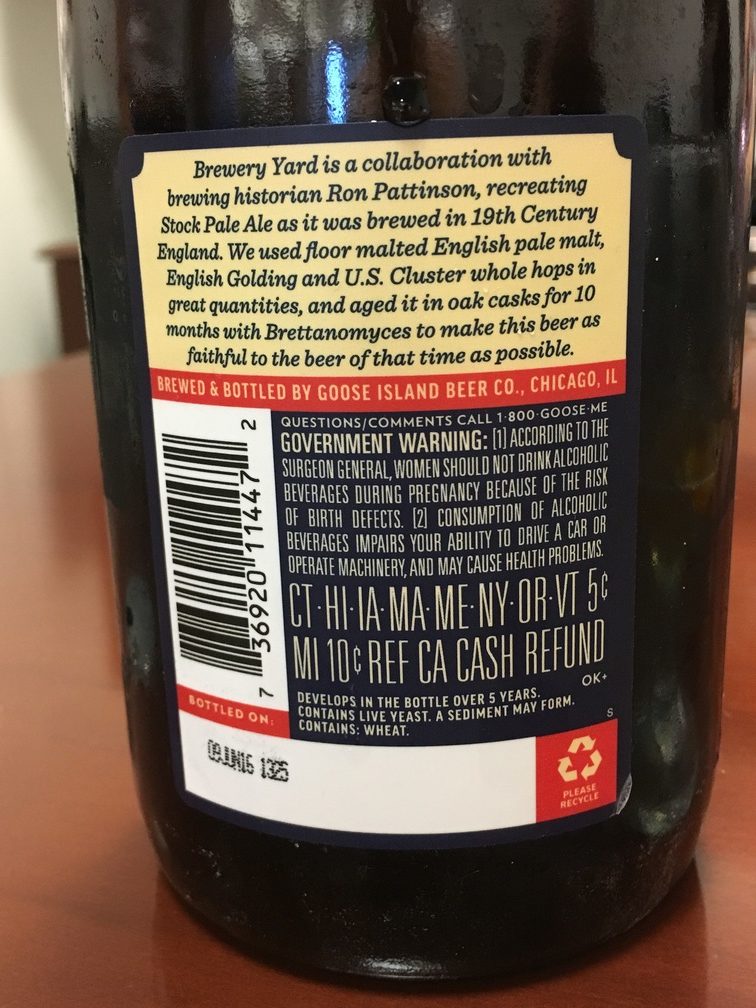 Brewery Yard is a collaboration with
brewing historian Ron Pattinson, recreating
Stock Pale Ale as it was brewed in 19th Century
England. We used floor malted English pale malt,
English Golding and U.S. Cluster whole hops in
great quantities, and aged it in oak casks for 10
months with Brettanomyces to make this beer as
faithful to the beer of that time as possible.
BREWED & BOTTLED BY GOOSE ISLAND BEER CO., CHICAGO, IL
QUESTIONS/COMMENTS CALL 1·800·GOOSE·ME
GOVERNMENT WARNING: (1) ACCORDING TO THE
SURGEON GENERAL, WOMEN SHOULD NOT DRINK ALCOHOLIC
BEVERAGES DURING PREGNANCY BECAUSE OF THE RISK
OF BIRTH DEFECTS. (2) CONSUMPTION OF ALCOHOLIC
BEVERAGES IMPAIRS YOUR ABILITY TO DRIVE A CAR OR
OPERATE MACHINERY, AND MAY CAUSE HEALTH PROBLEMS.
CT·HI·IA·MA·ME·NY·OR·VT 5¢
MI 10¢ REF CA CASH REFUND
OK+
DEVELOPS IN THE BOTTLE OVER 5 YEARS.
CONTAINS LIVE YEAST. A SEDIMENT MAY FORM.
CONTAINS: WHEAT.
S
7 36920 11447 2
BOTTLED ON:
09JUN16 1325
PLEASE
RECYCLE